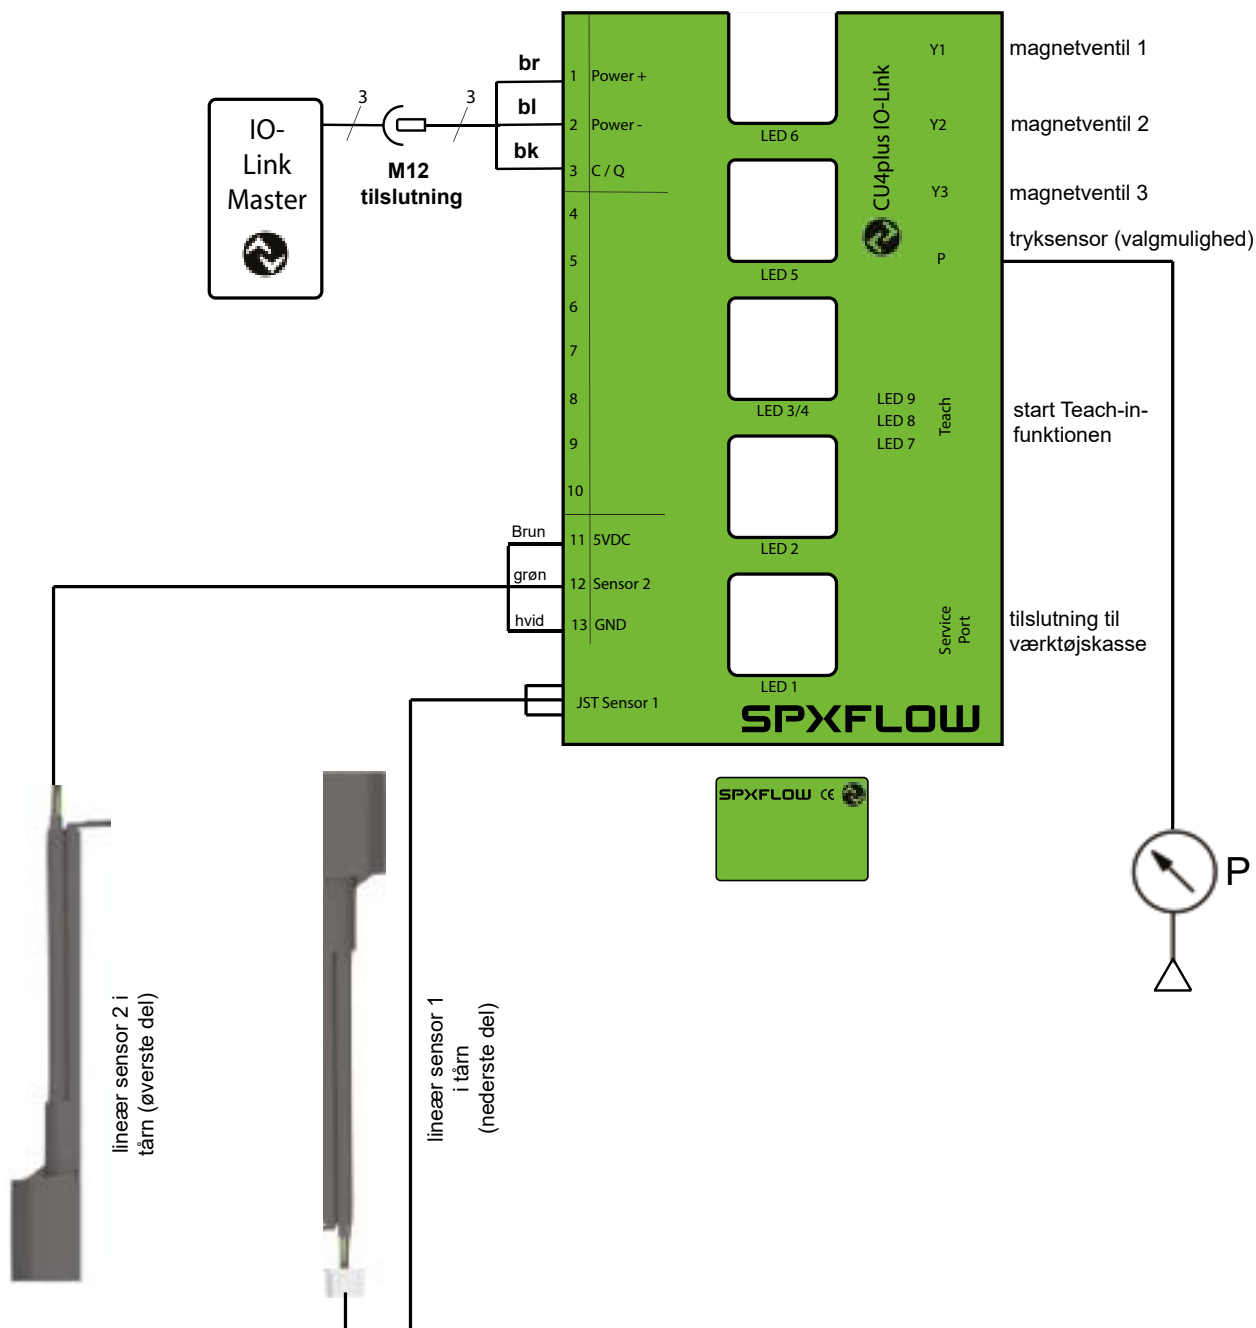 IO-
Link
Master
3
3
M12
tilslutning
br
bl
bk
1 Power +
2 Power -
3 C / Q
4
5
6
7
8
9
10
Brun
grøn
hvid
11 5VDC
12 Sensor 2
13 GND
JST Sensor 1
LED 6
LED 5
LED 3/4
LED 2
LED 1
CU4plus IO-Link
Y1
Y2
Y3
P
LED 9
LED 8
LED 7
Teach
Service
Port
SPXFLOW
magnetventil 1
magnetventil 2
magnetventil 3
tryksensor (valgmulighed)
start Teach-in-
funktionen
tilslutning til
værktøjskasse
SPXFLOW CE
P
lineær sensor 2 i
tårn (øverste del)
lineær sensor 1
i tårn
(nederste del)